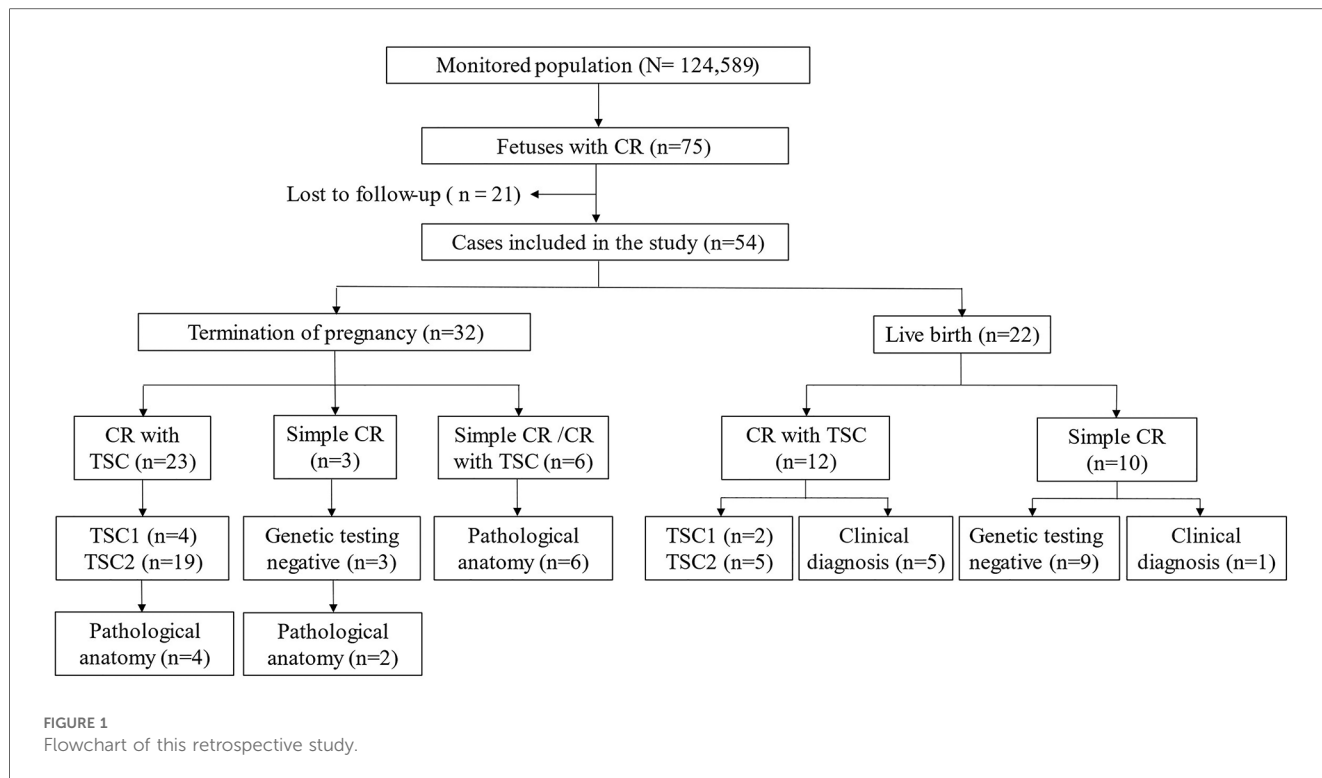 Monitored population (N= 124,589)
Fetuses with CR (n=75)
Lost to follow-up ( n = 21)
Cases included in the study (n=54)
Termination of pregnancy (n=32)
Live birth (n=22)
CR with
TSC (n=23)
Simple CR
(n=3)
Simple CR /CR
with TSC (n=6)
CR with TSC
(n=12)
Simple CR
(n=10)
TSC1 (n=4)
TSC2 (n=19)
Genetic testing
negative (n=3)
Pathological
anatomy (n=6)
TSC1 (n=2)
TSC2 (n=5)
Clinical
diagnosis (n=5)
Genetic testing
negative (n=9)
Clinical
diagnosis (n=1)
Pathological
anatomy (n=4)
Pathological
anatomy (n=2)
FIGURE 1
Flowchart of this retrospective study.